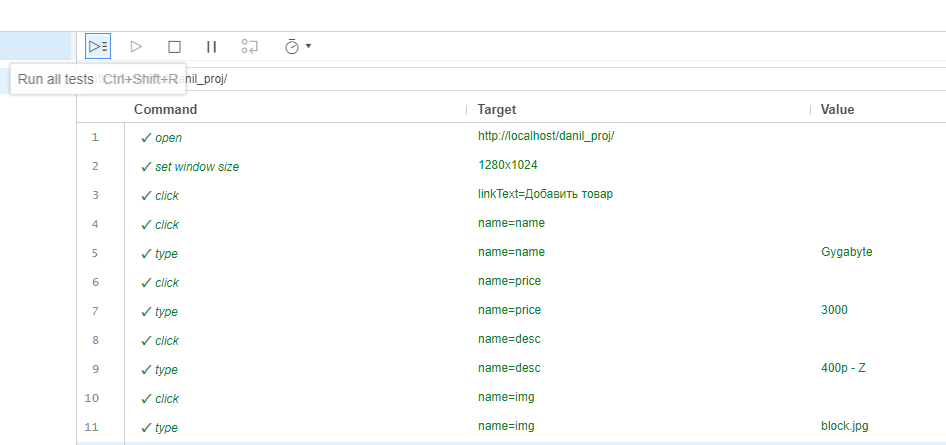 Run all tests Ctrl+Shift+R
nil_proj/
Command Target Value
1 ✓ open http://localhost/danil_proj/
2 ✓ set window size 1280x1024
3 ✓ click linkText=Добавить товар
4 ✓ click name=name
5 ✓ type name=name Gygabyte
6 ✓ click name=price
7 ✓ type name=price 3000
8 ✓ click name=desc
9 ✓ type name=desc 400p - Z
10 ✓ click name=img
11 ✓ type name=img block.jpg